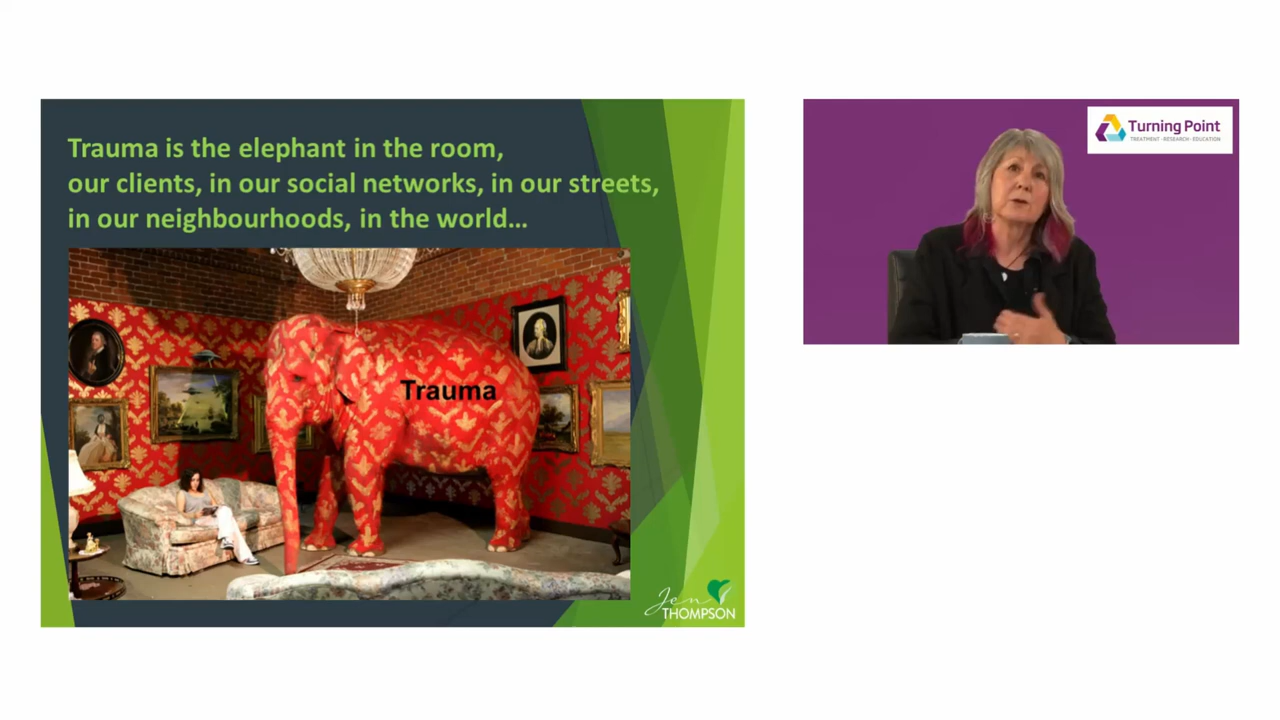 Trauma is the elephant in the room,
our clients, in our social networks, in our streets,
in our neighbourhoods, in the world...
Trauma
Jen
THOMPSON
Turning Point
TREATMENT · RESEARCH · EDUCATION